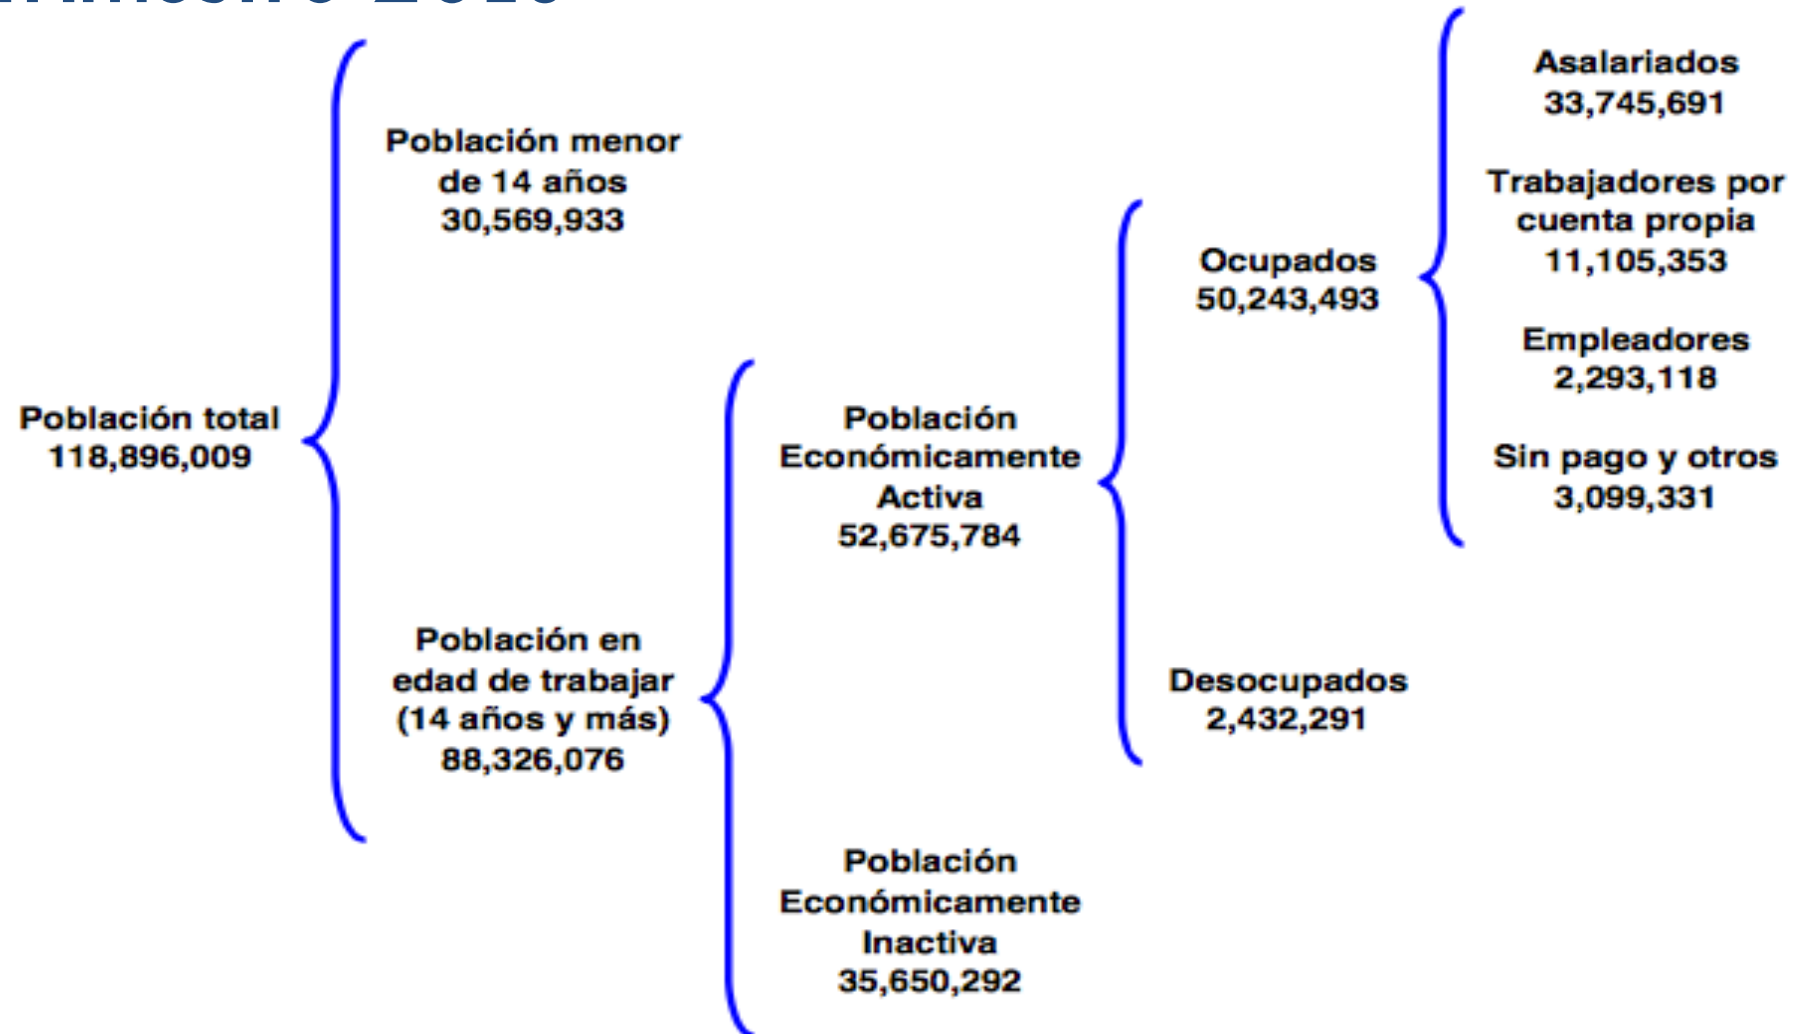 Población total
118,896,009
Población menor
de 14 años
30,569,933
Población en
edad de trabajar
(14 años y más)
88,326,076
Población
Económicamente
Activa
52,675,784
Población
Económicamente
Inactiva
35,650,292
Ocupados
50,243,493
Desocupados
2,432,291
Asalariados
33,745,691
Trabajadores por
cuenta propia
11,105,353
Empleadores
2,293,118
Sin pago y otros
3,099,331